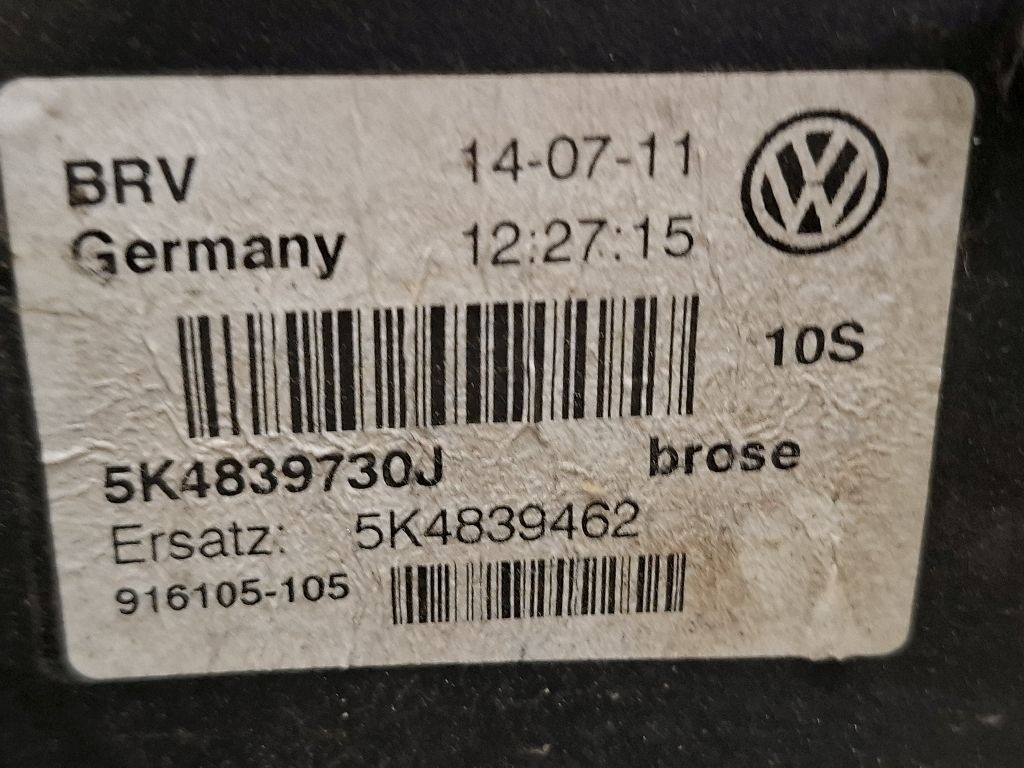 BRV 14-07-11
Germany 12:27:15
10S
5K4839730J brose
Ersatz: 5K4839462
916105-105